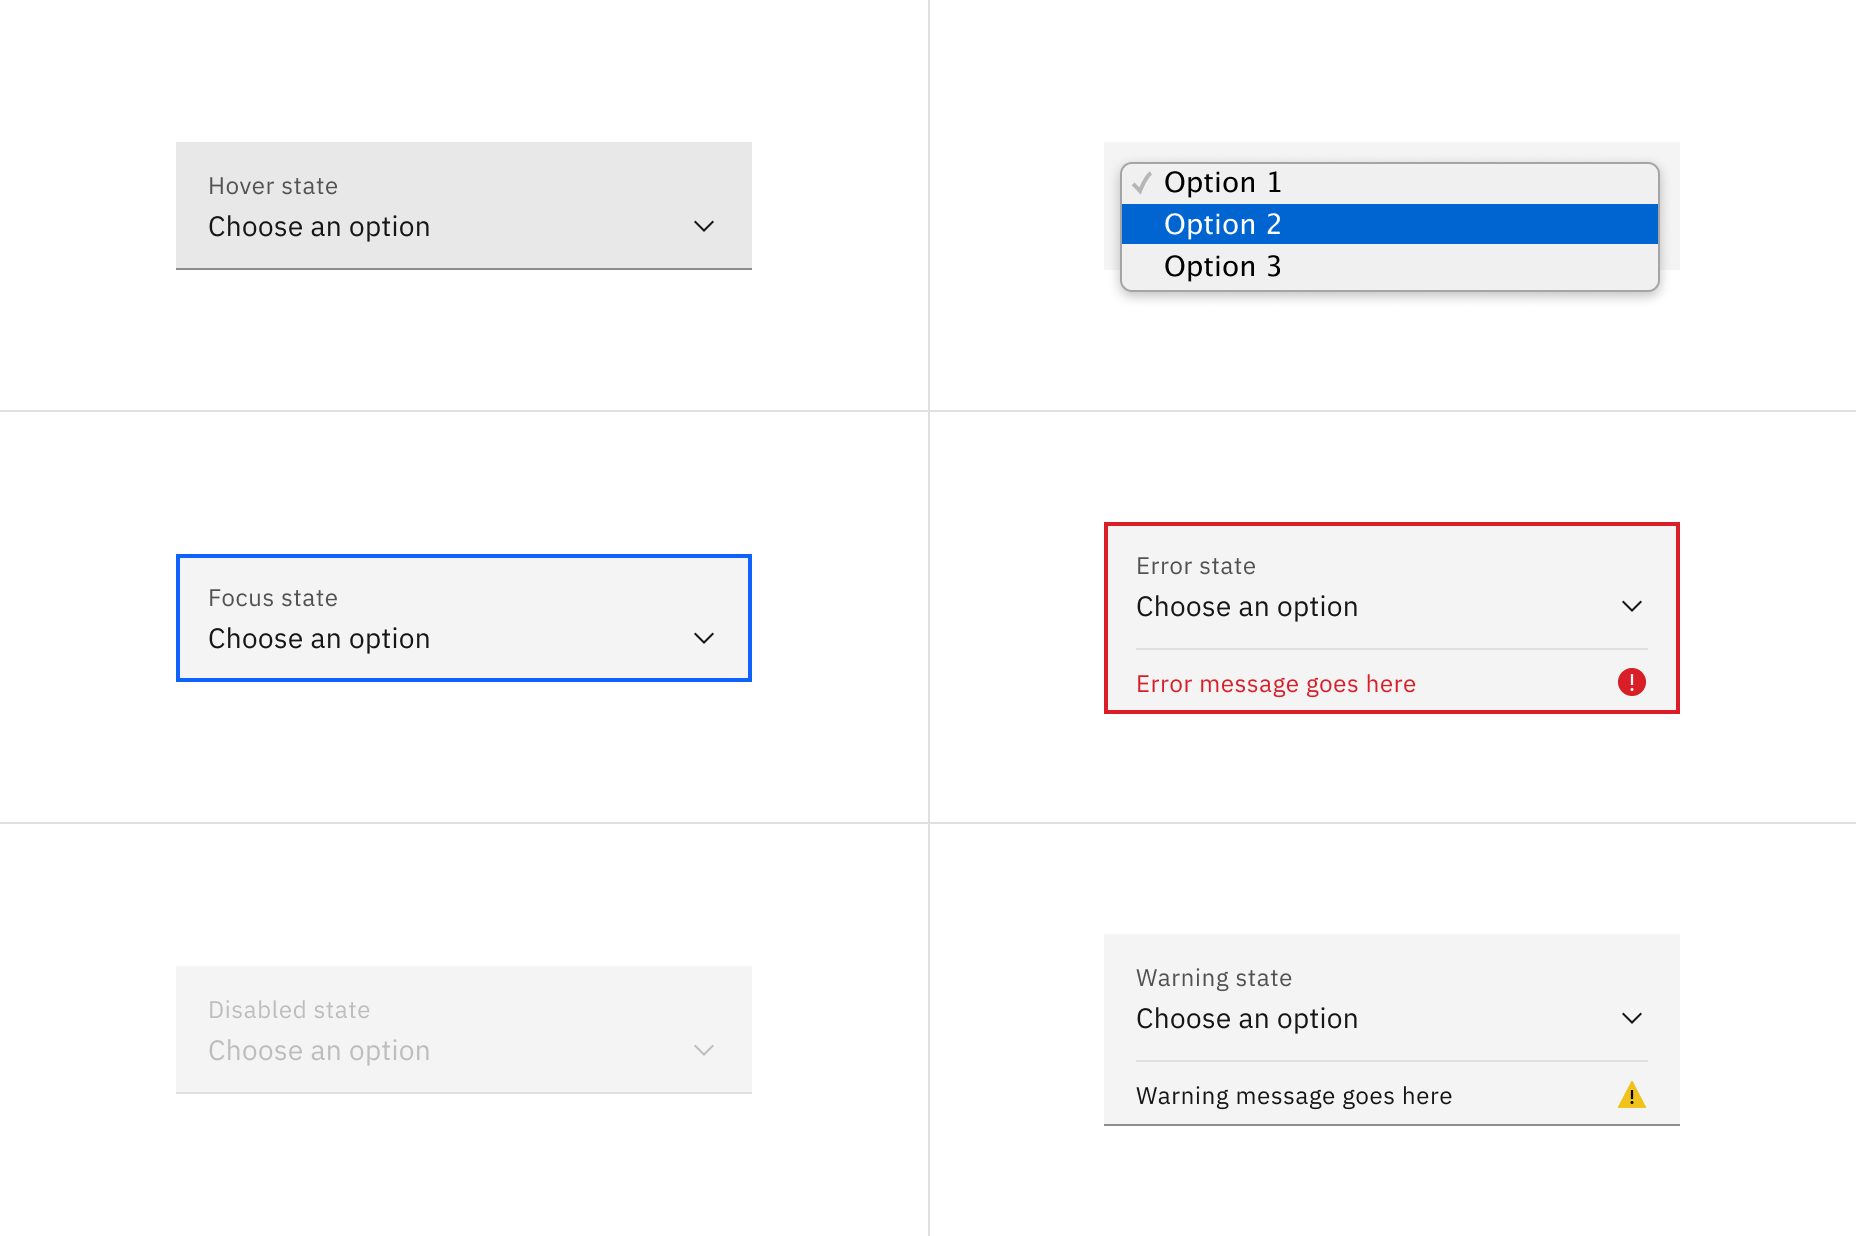 Hover state
Choose an option
Option 1
Option 2
Option 3
Focus state
Choose an option
Error state
Choose an option
Error message goes here
Disabled state
Choose an option
Warning state
Choose an option
Warning message goes here